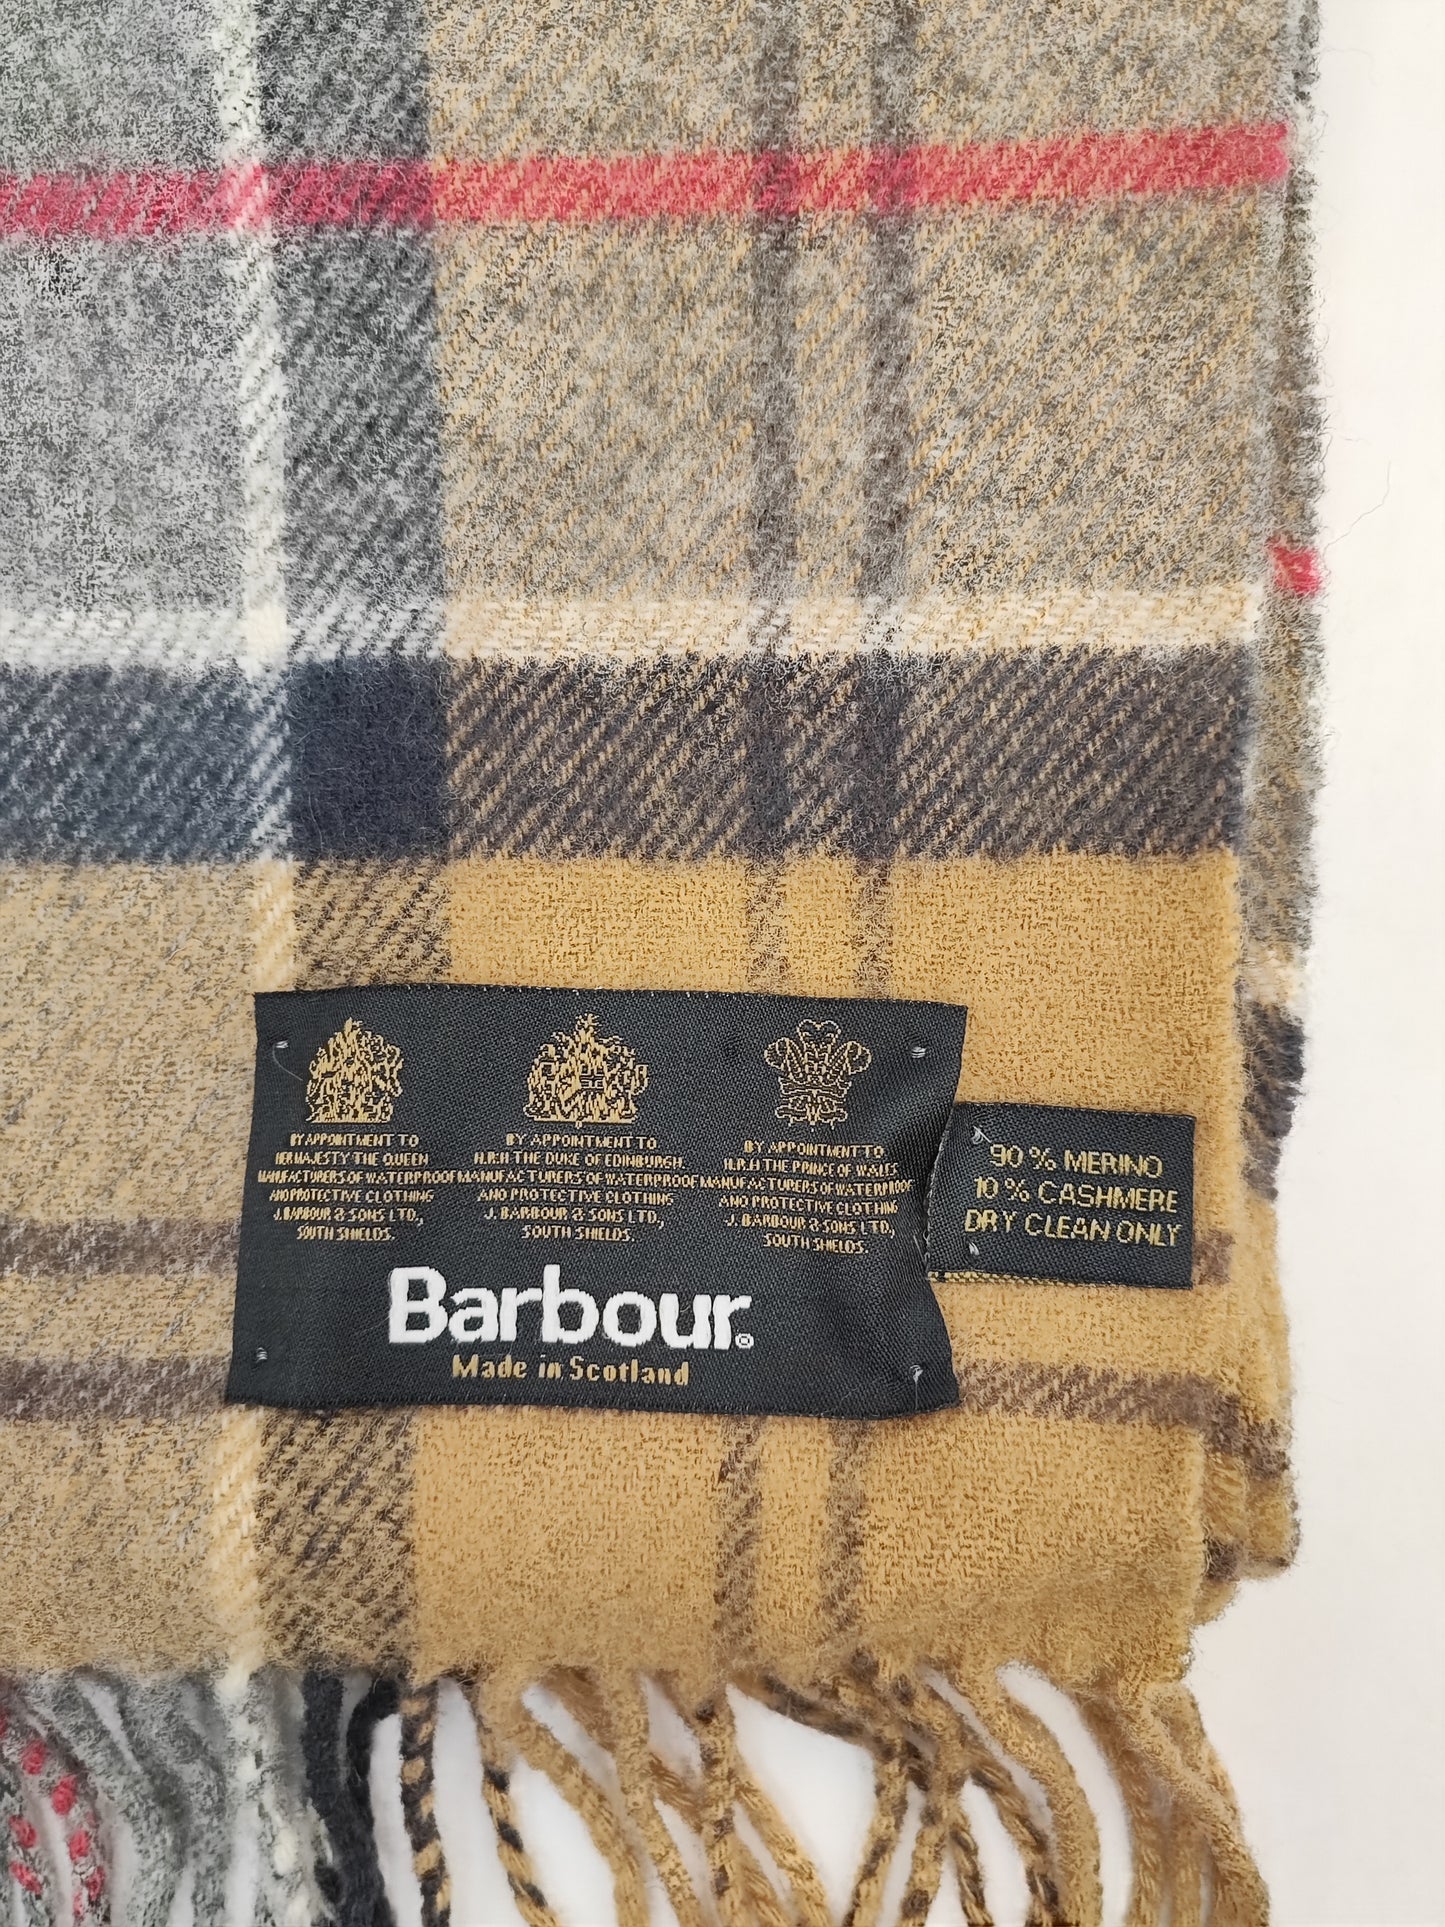 BY APPOINTMENT TO
HER MAJESTY THE QUEEN
MANUFACTURERS OF WATERPROOF
AND PROTECTIVE CLOTHING
J. BARBOUR & SONS LTD.,
SOUTH SHIELDS.
BY APPOINTMENT TO
H.R.H. THE DUKE OF EDINBURGH.
MANUFACTURERS OF WATERPROOF
AND PROTECTIVE CLOTHING
J. BARBOUR & SONS LTD.,
SOUTH SHIELDS.
BY APPOINTMENT TO
H.R.H THE PRINCE OF WALES
MANUFACTURERS OF WATERPROOF
AND PROTECTIVE CLOTHING
J. BARBOUR & SONS LTD.,
SOUTH SHIELDS.
Barbour®
Made in Scotland
90 % MERINO
10 % CASHMERE
DRY CLEAN ONLY